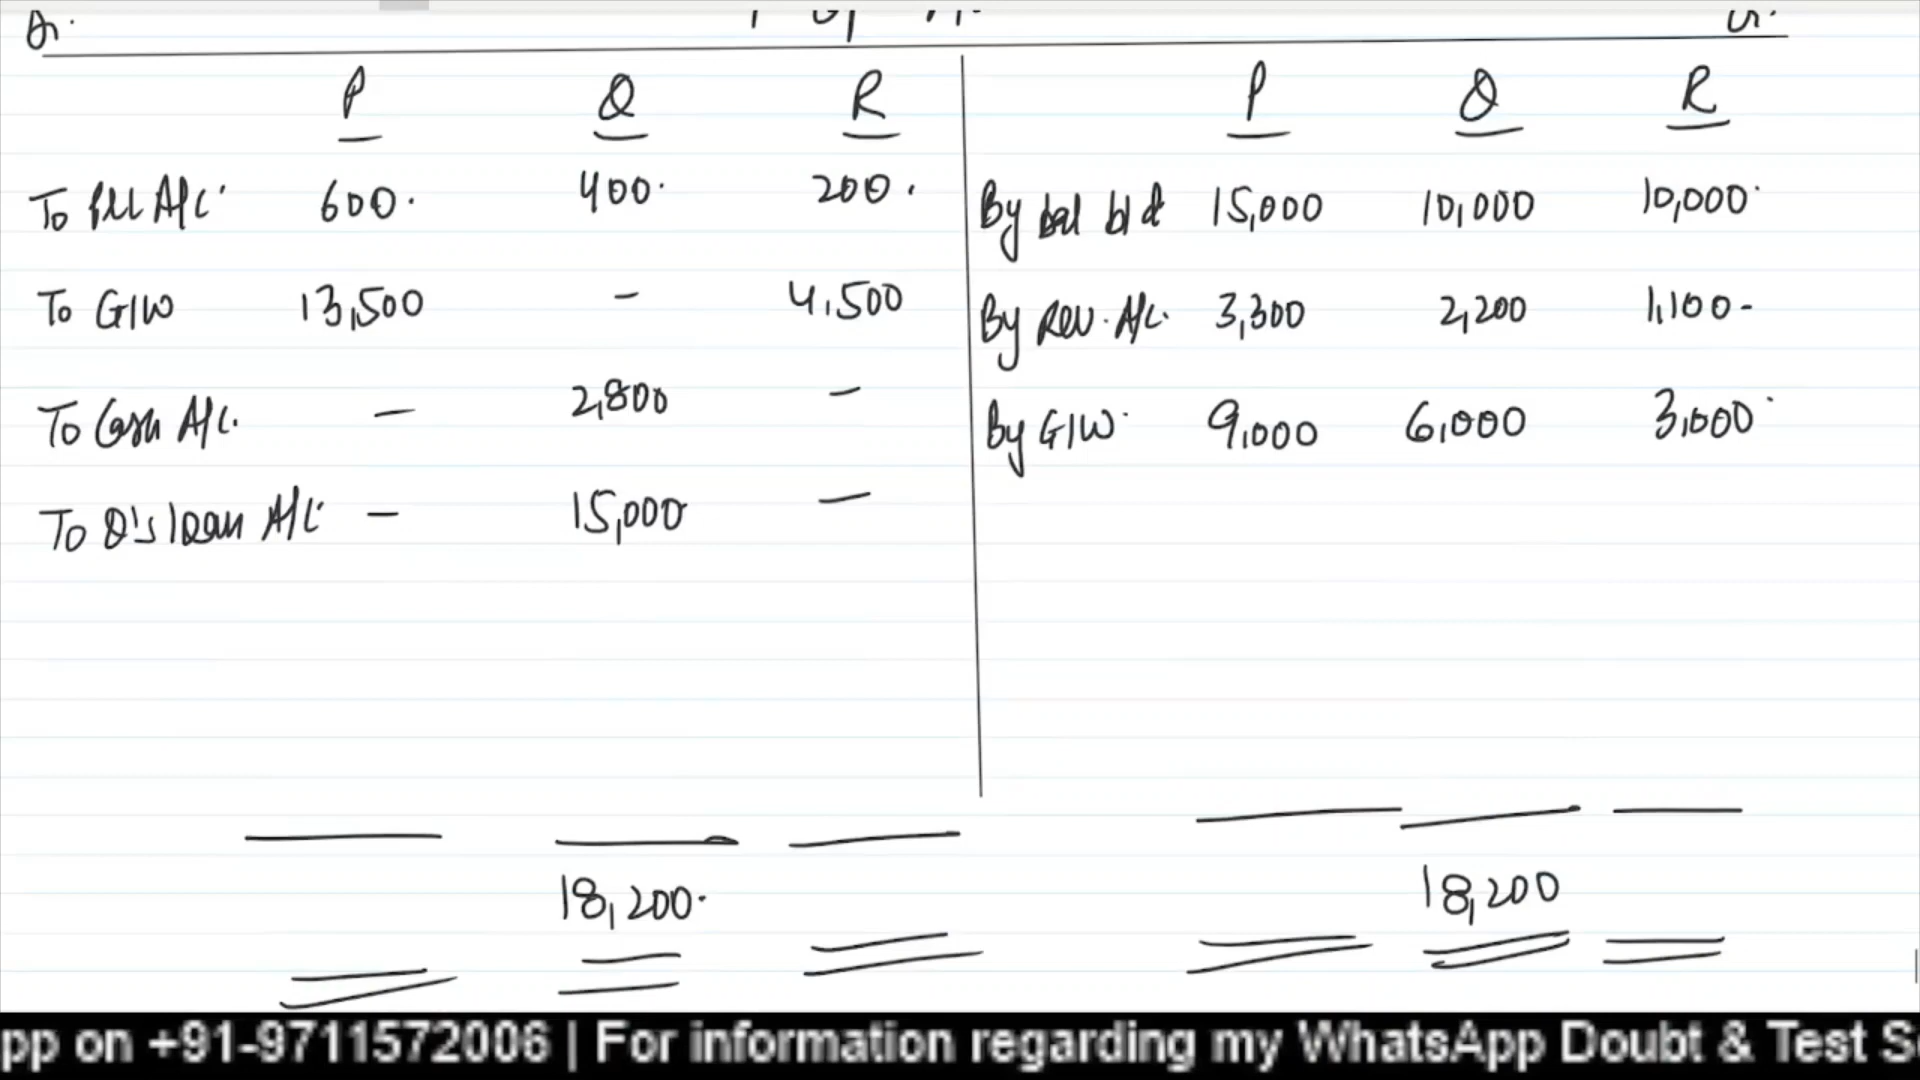 Dr. Cr.
P Q R P Q R
To P&L A/c 600. 400. 200. By bal b/d 15,000 10,000 10,000
To G/W 13,500 - 4,500 By Rev. A/c. 3,300 2,200 1,100-
To Cash A/c. - 2,800 - By G/W 9,000 6,000 3,000
To Q's loan A/c - 15,000 -
18,200. 18,200
pp on +91-9711572006 | For information regarding my WhatsApp Doubt & Test S